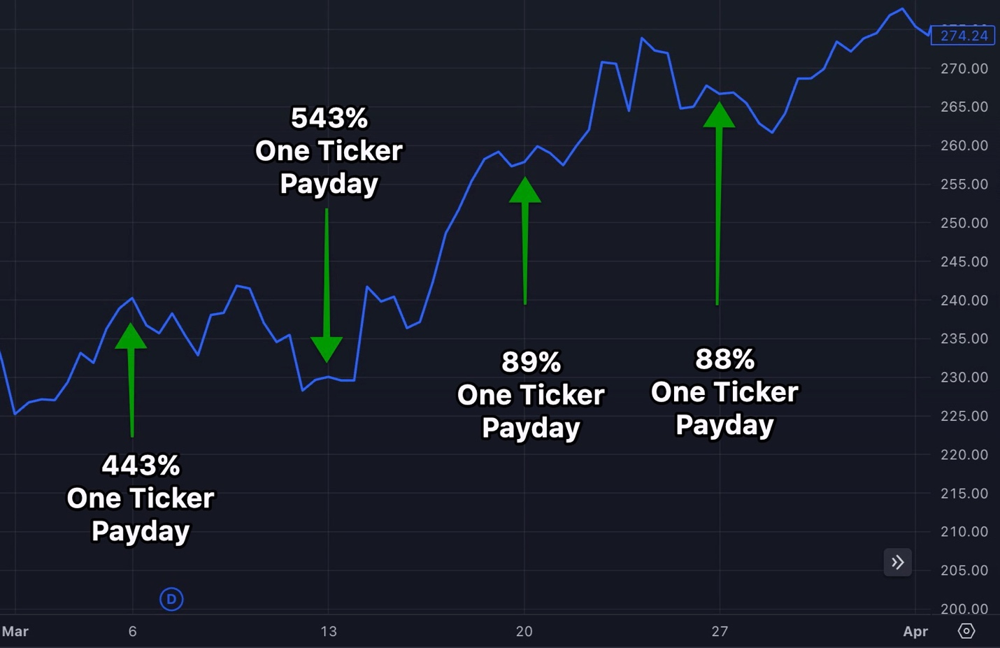 274.24
270.00
543%
One Ticker
Payday
265.00
260.00
255.00
250.00
245.00
240.00
235.00
230.00
89%
One Ticker
Payday
88%
One Ticker
Payday
225.00
220.00
443%
One Ticker
Payday
215.00
210.00
205.00
200.00
D
Mar
6
13
20
27
Apr